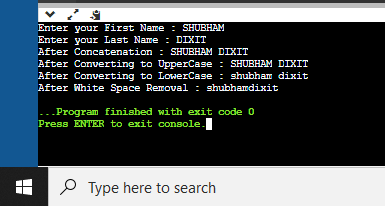 Enter your First Name : SHUBHAM
Enter your Last Name : DIXIT
After Concatenation : SHUBHAM DIXIT
After Converting to UpperCase : SHUBHAM DIXIT
After Converting to LowerCase : shubham dixit
After White Space Removal : shubhamdixit
...Program finished with exit code 0
Press ENTER to exit console.
Type here to search